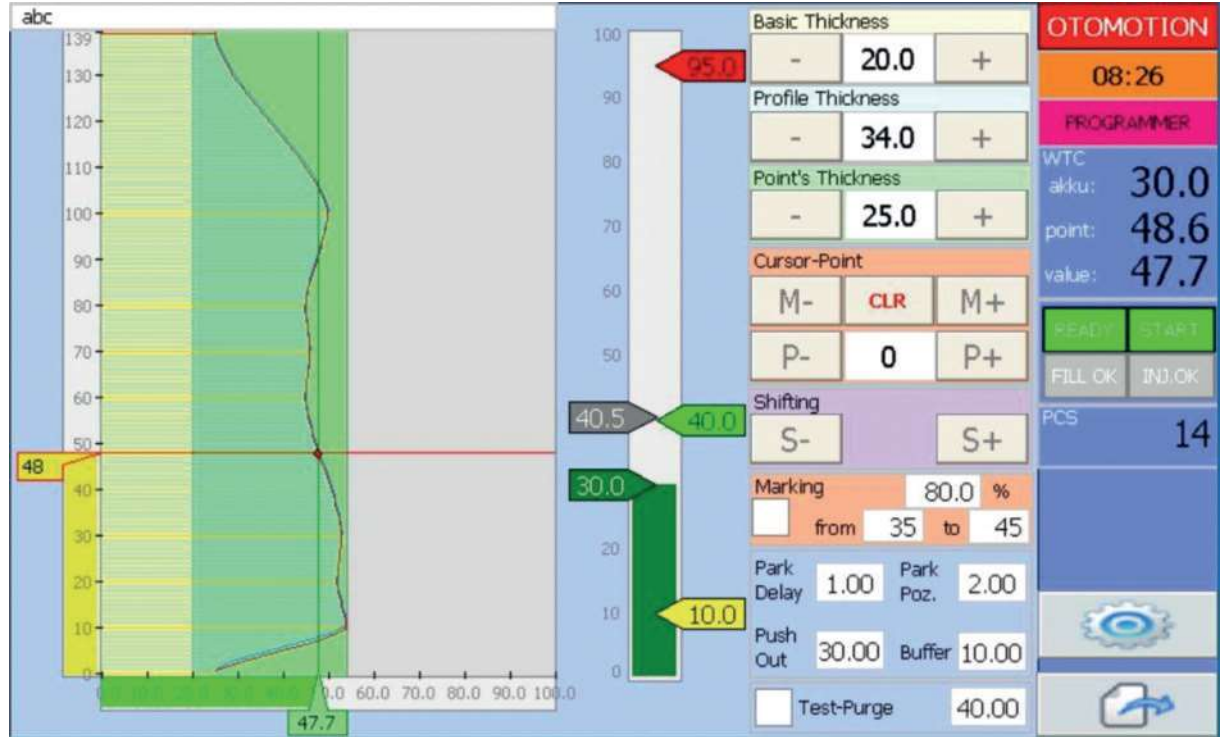 abc
139
130
120
110
100
90
80
70
60
50
48
40
30
20
10
0
60.0 70.0 80.0 90.0 100.0
47.7
100
90
80
70
60
50
20
10
0
95.0
40.5
40.0
30.0
10.0
Basic Thickness
- 20.0 +
Profile Thickness
- 34.0 +
Point's Thickness
- 25.0 +
Cursor-Point
M- CLR M+
P- 0 P+
Shifting
S- S+
Marking 80.0 %
from 35 to 45
Park Delay 1.00 Park Poz. 2.00
Push Out 30.00 Buffer 10.00
Test-Purge 40.00
OTOMOTION
08:26
PROGRAMMER
WTC
akku: 30.0
point: 48.6
value: 47.7
READY START
FILL OK INJ.OK
PCS
14